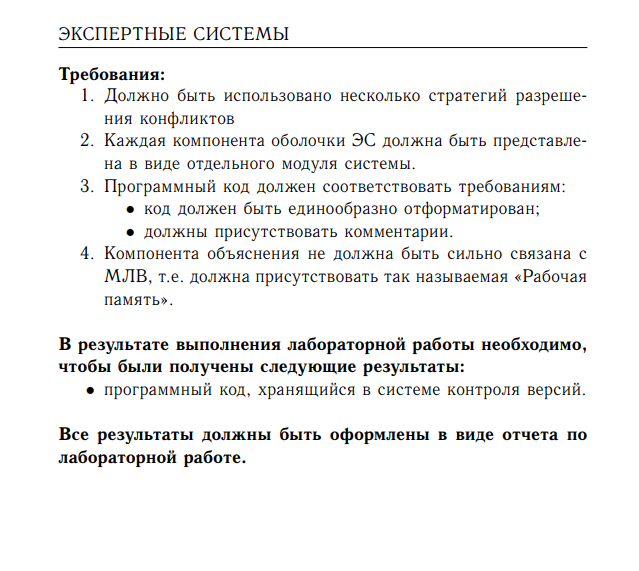 ЭКСПЕРТНЫЕ СИСТЕМЫ
Требования:
1. Должно быть использовано несколько стратегий разреше-
ния конфликтов
2. Каждая компонента оболочки ЭС должна быть представле-
на в виде отдельного модуля системы.
3. Программный код должен соответствовать требованиям:
• код должен быть единообразно отформатирован;
• должны присутствовать комментарии.
4. Компонента объяснения не должна быть сильно связана с
МЛВ, т.е. должна присутствовать так называемая «Рабочая
память».
В результате выполнения лабораторной работы необходимо,
чтобы были получены следующие результаты:
• программный код, хранящийся в системе контроля версий.
Все результаты должны быть оформлены в виде отчета по
лабораторной работе.